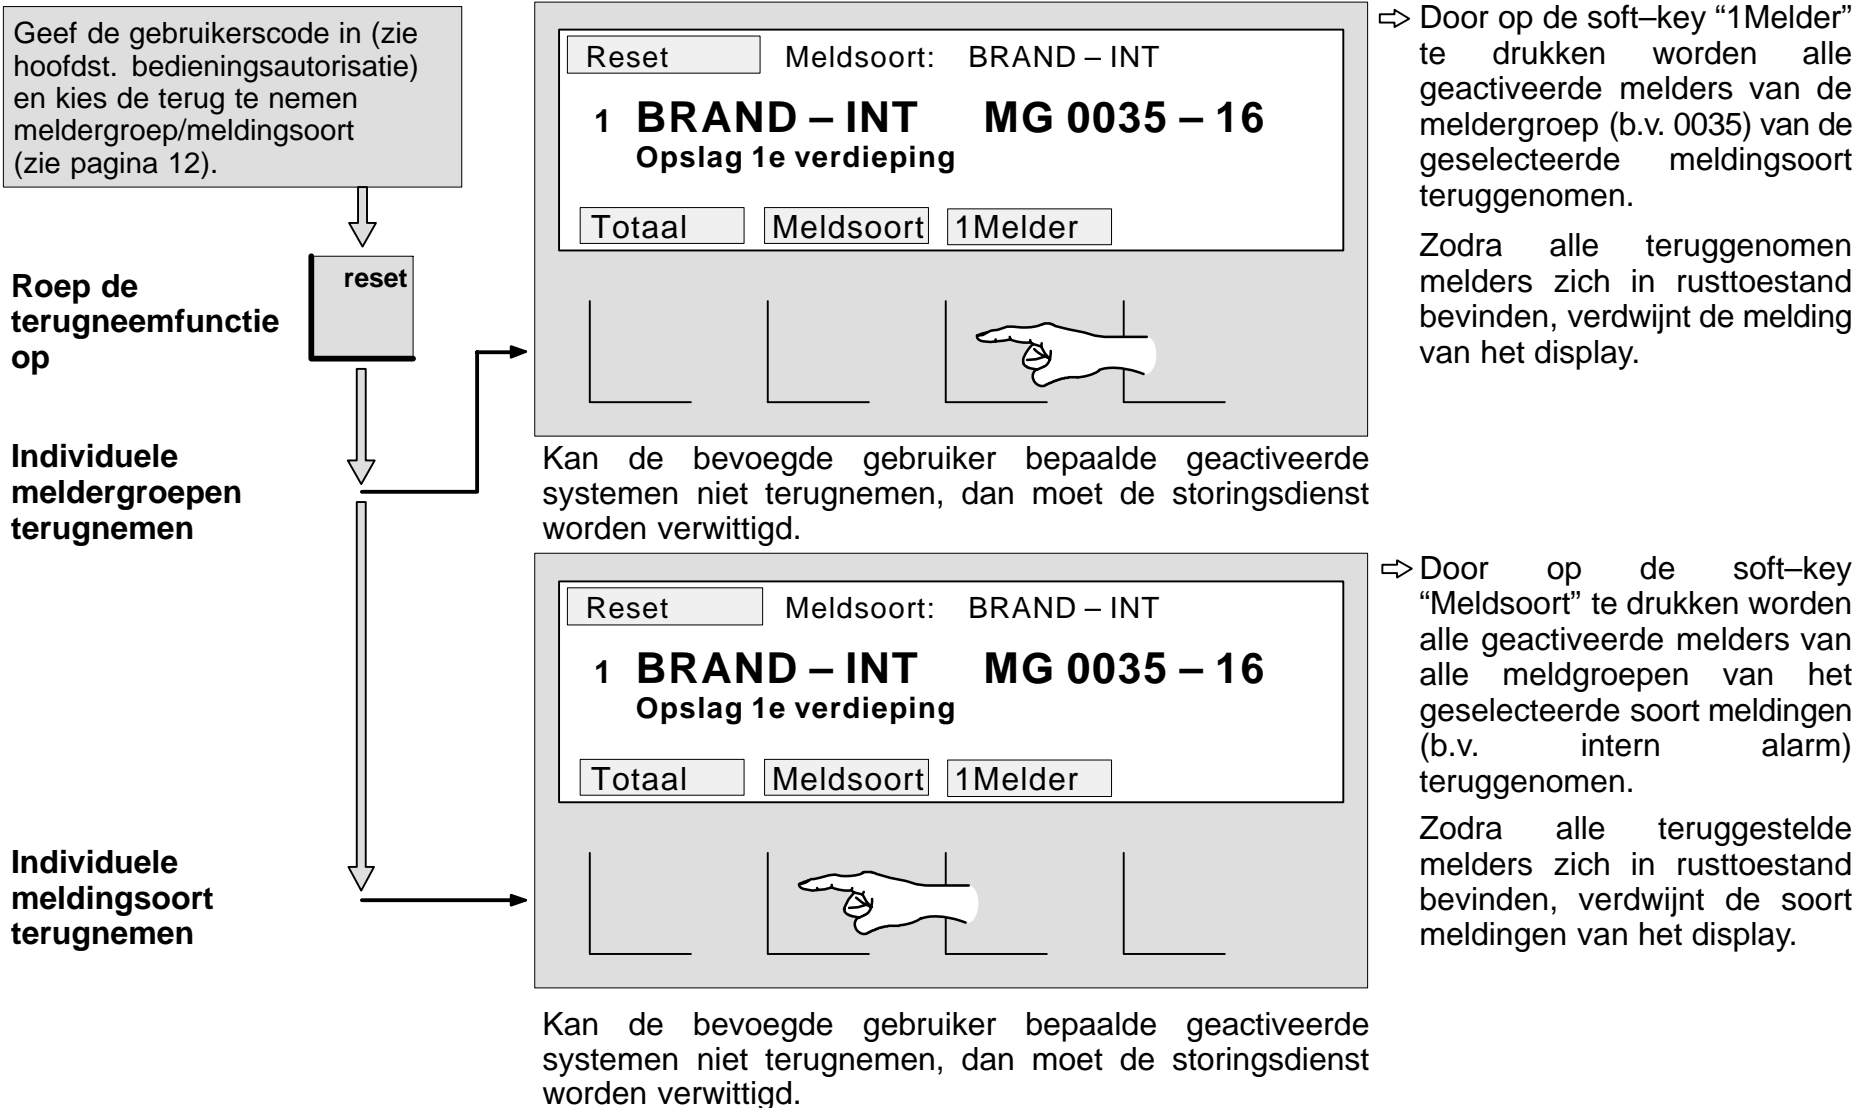 Geef de gebruikerscode in (zie
hoofdst. bedieningsautorisatie)
en kies de terug te nemen
meldergroep/meldingsoort
(zie pagina 12).
Roep de
terugneemfunctie
op
reset
Individuele
meldergroepen
terugnemen
Reset
Meldsoort: BRAND – INT
1 BRAND – INT MG 0035 – 16
Opslag 1e verdieping
Totaal
Meldsoort
1Melder
Kan de bevoegde gebruiker bepaalde geactiveerde
systemen niet terugnemen, dan moet de storingsdienst
worden verwittigd.
⇨ Door op de soft–key “1Melder”
te drukken worden alle
geactiveerde melders van de
meldergroep (b.v. 0035) van de
geselecteerde meldingsoort
teruggenomen.
Zodra alle teruggenomen
melders zich in rusttoestand
bevinden, verdwijnt de melding
van het display.
Individuele
meldingsoort
terugnemen
Reset
Meldsoort: BRAND – INT
1 BRAND – INT MG 0035 – 16
Opslag 1e verdieping
Totaal
Meldsoort
1Melder
Kan de bevoegde gebruiker bepaalde geactiveerde
systemen niet terugnemen, dan moet de storingsdienst
worden verwittigd.
⇨ Door op de soft–key
“Meldsoort” te drukken worden
alle geactiveerde melders van
alle meldgroepen van het
geselecteerde soort meldingen
(b.v. intern alarm)
teruggenomen.
Zodra alle teruggestelde
melders zich in rusttoestand
bevinden, verdwijnt de soort
meldingen van het display.